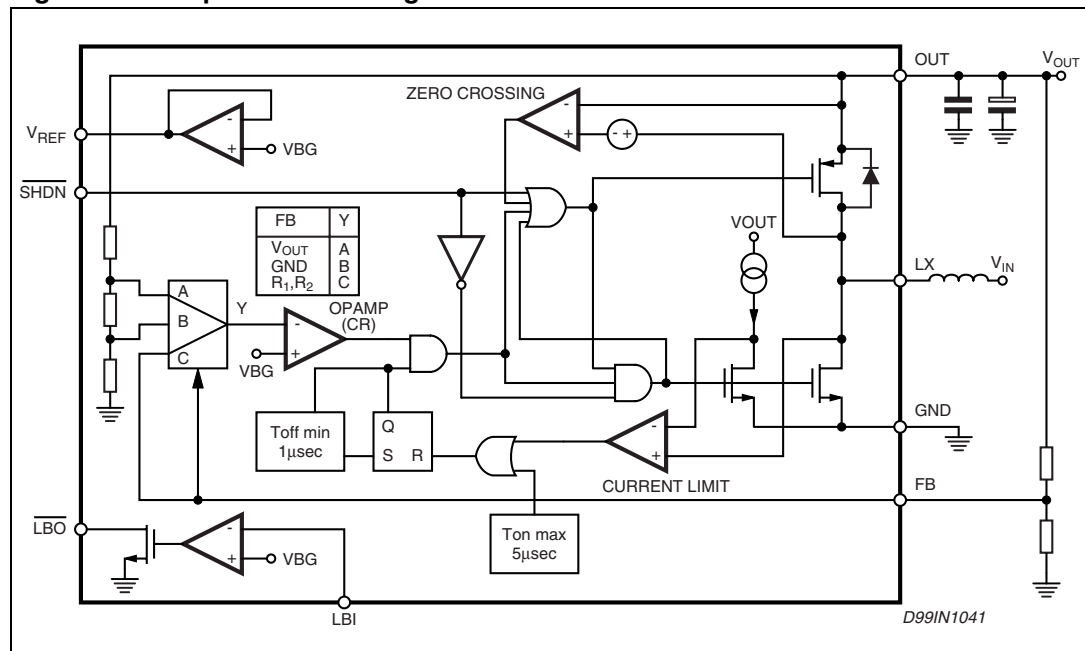 OUT
VOUT
ZERO CROSSING
-
+
- +
VREF
-
+
VBG
SHDN
FB Y
VOUT A
GND B
R1,R2 C
VOUT
LX
VIN
A
B
C
Y
OPAMP
(CR)
-
+
VBG
GND
Toff min
1µsec
Q
S R
-
+
CURRENT LIMIT
FB
Ton max
5µsec
LBO
-
+
VBG
LBI
D99IN1041